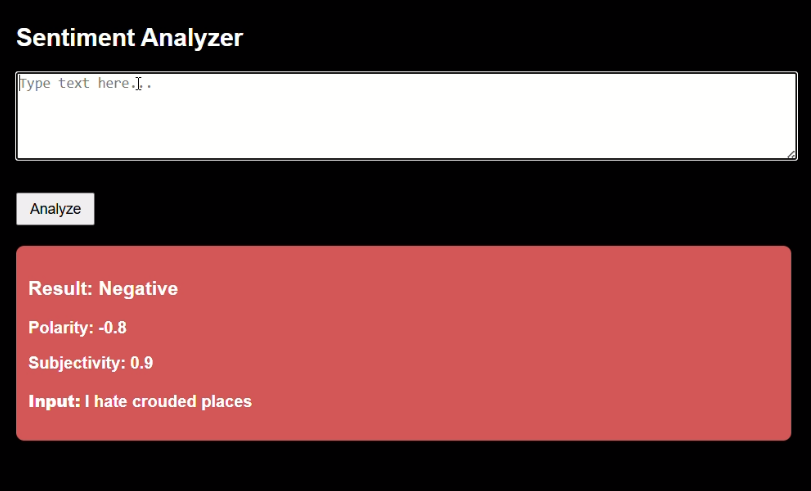 Sentiment Analyzer
Type text here...
Analyze
Result: Negative
Polarity: -0.8
Subjectivity: 0.9
Input: I hate crouded places